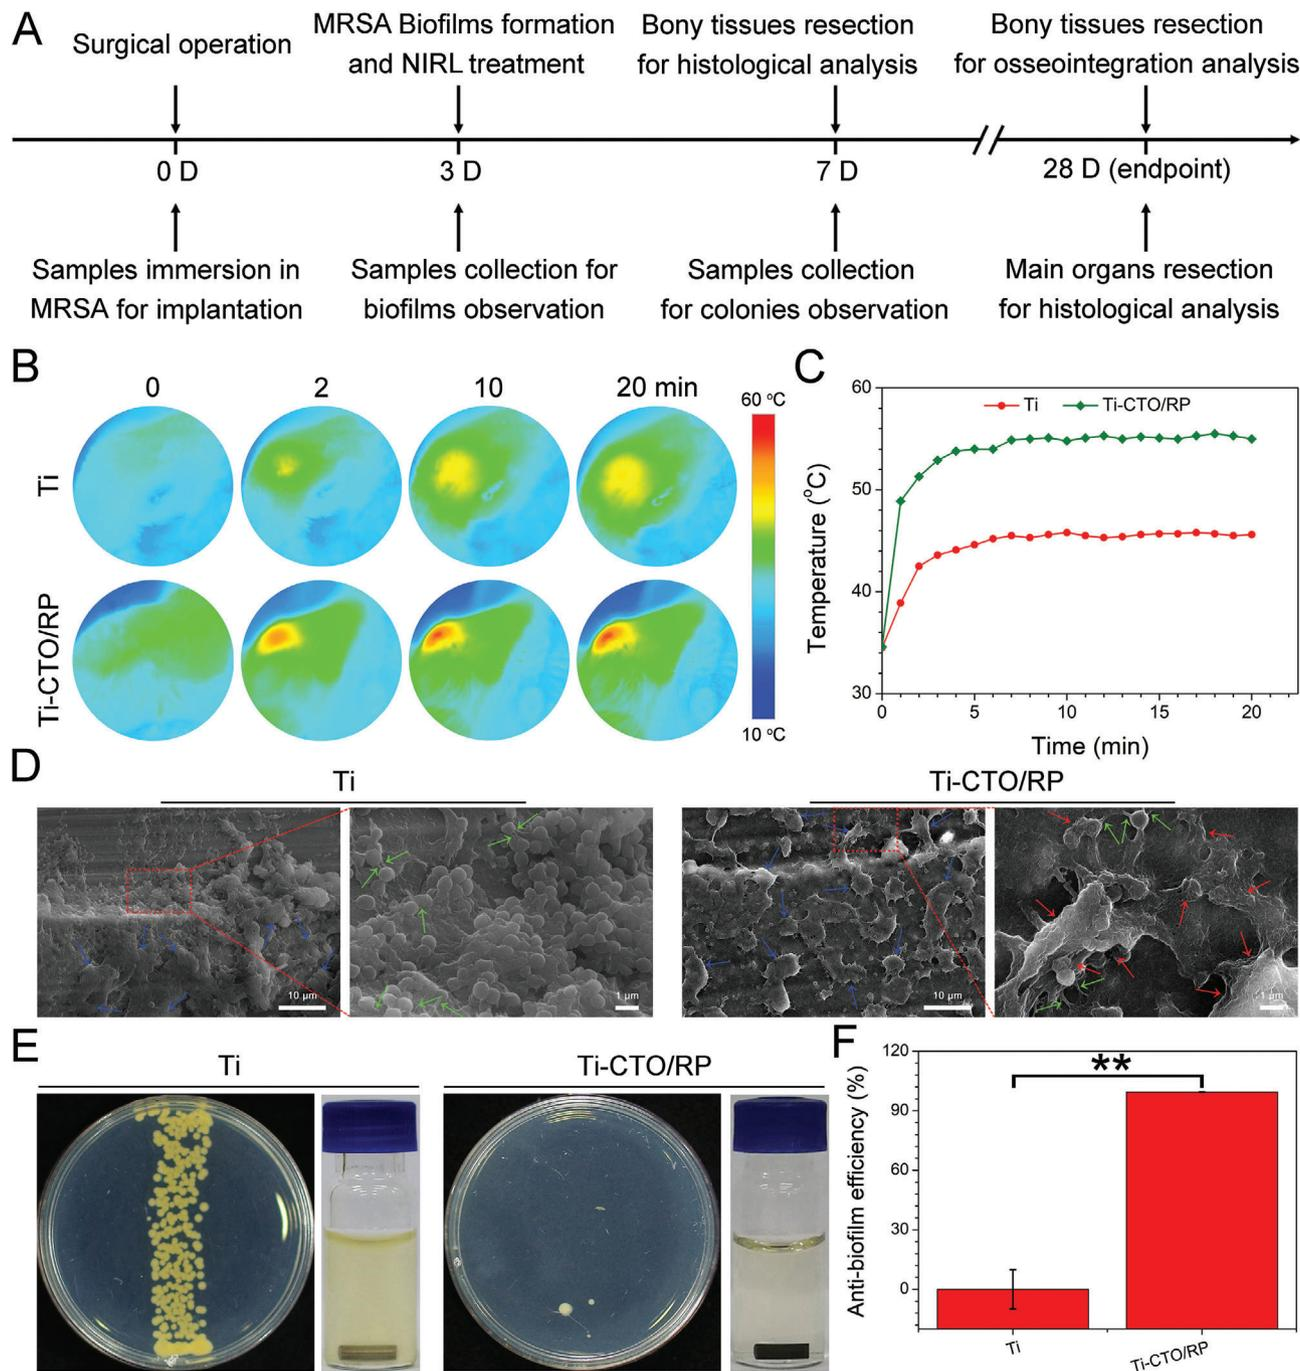 A
Surgical operation
MRSA Biofilms formation
and NIRL treatment
Bony tissues resection
for histological analysis
Bony tissues resection
for osseointegration analysis
0 D
3 D
7 D
28 D (endpoint)
Samples immersion in
MRSA for implantation
Samples collection for
biofilms observation
Samples collection
for colonies observation
Main organs resection
for histological analysis
B
0
2
10
20 min
Ti
Ti-CTO/RP
60 °C
10 °C
C
Temperature (°C)
60
50
40
30
Ti
Ti-CTO/RP
0
5
10
15
20
Time (min)
D
Ti
Ti-CTO/RP
10 µm
1 µm
10 µm
1 µm
E
Ti
Ti-CTO/RP
F
Anti-biofilm efficiency (%)
120
90
60
30
0
**
Ti
Ti-CTO/RP